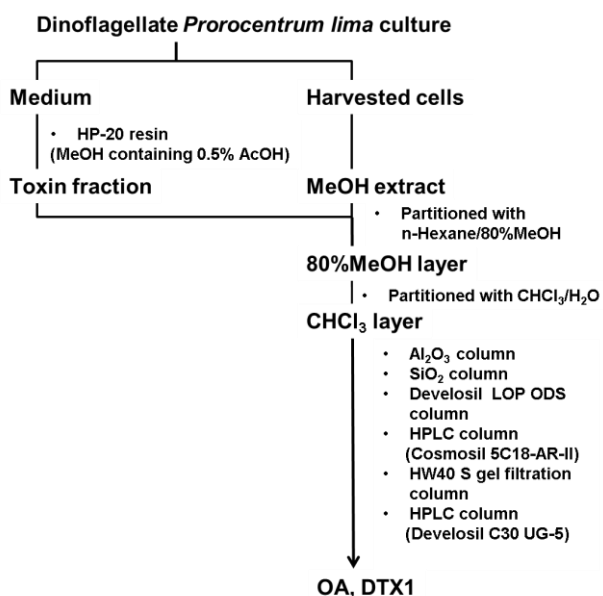 Dinoflagellate Prorocentrum lima culture
Medium
Harvested cells
• HP-20 resin
(MeOH containing 0.5% AcOH)
Toxin fraction
MeOH extract
• Partitioned with
n-Hexane/80%MeOH
80%MeOH layer
• Partitioned with CHCl₃/H₂O
CHCl₃ layer
• Al₂O₃ column
• SiO₂ column
• Develosil LOP ODS
column
• HPLC column
(Cosmosil 5C18-AR-II)
• HW40 S gel filtration
column
• HPLC column
(Develosil C30 UG-5)
OA, DTX1